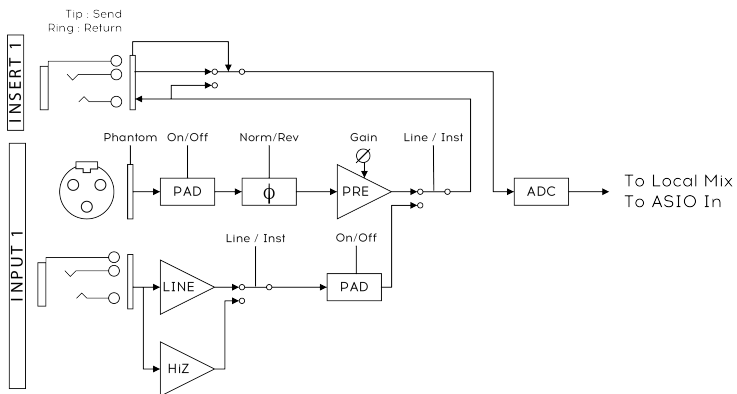 Tip : Send
Ring : Return
INSERT 1
Phantom On/Off Norm/Rev Gain Line / Inst
PAD ϕ PRE ADC
To Local Mix
To ASIO In
INPUT 1
Line / Inst On/Off
LINE PAD
HiZ